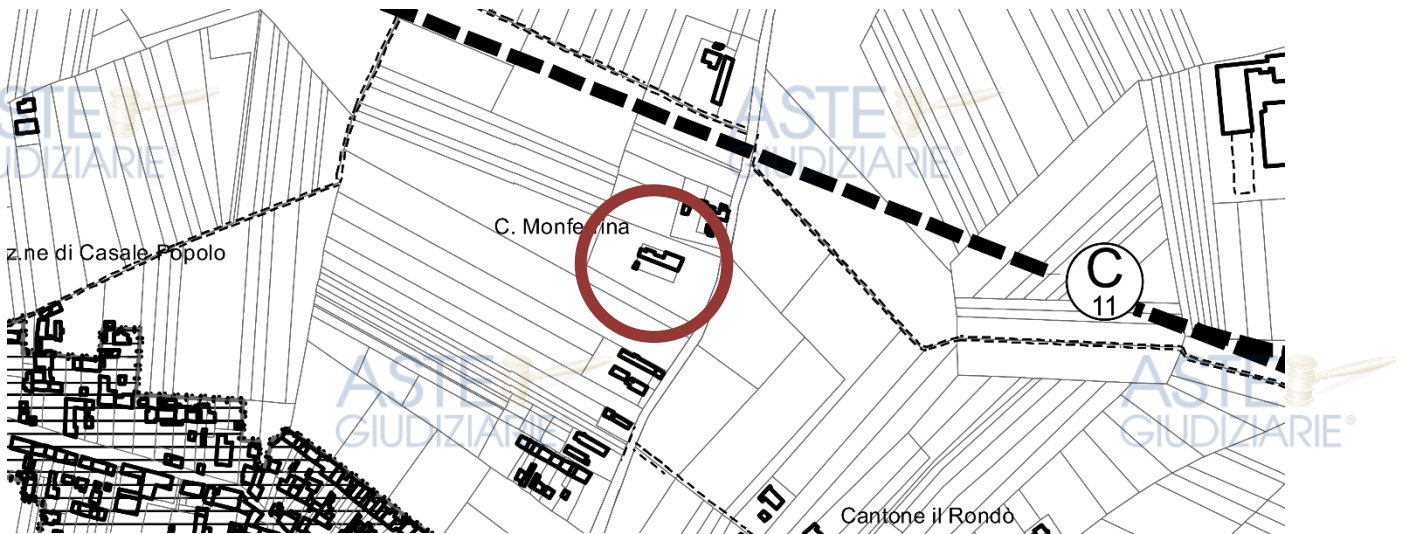 ASTE
GIUDIZIARIE®
ASTE
GIUDIZIARIE®
C. Monferrina
z.ne di Casale Popolo
C
11
ASTE
GIUDIZIARIE®
ASTE
GIUDIZIARIE®
Cantone il Rondò